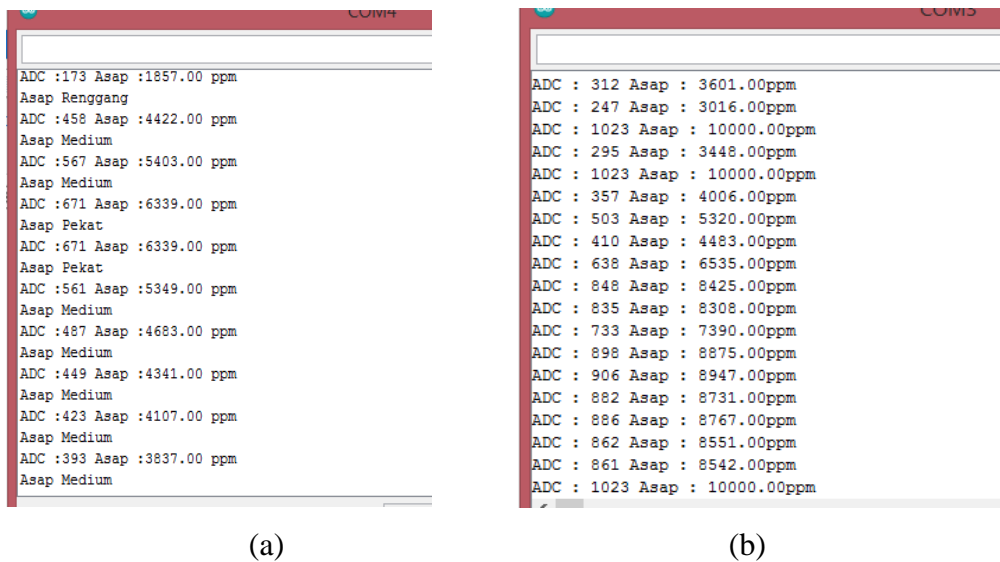 COM4
ADC :173 Asap :1857.00 ppm
Asap Renggang
ADC :458 Asap :4422.00 ppm
Asap Medium
ADC :567 Asap :5403.00 ppm
Asap Medium
ADC :671 Asap :6339.00 ppm
Asap Pekat
ADC :671 Asap :6339.00 ppm
Asap Pekat
ADC :561 Asap :5349.00 ppm
Asap Medium
ADC :487 Asap :4683.00 ppm
Asap Medium
ADC :449 Asap :4341.00 ppm
Asap Medium
ADC :423 Asap :4107.00 ppm
Asap Medium
ADC :393 Asap :3837.00 ppm
Asap Medium
(a)
COM3
ADC : 312 Asap : 3601.00ppm
ADC : 247 Asap : 3016.00ppm
ADC : 1023 Asap : 10000.00ppm
ADC : 295 Asap : 3448.00ppm
ADC : 1023 Asap : 10000.00ppm
ADC : 357 Asap : 4006.00ppm
ADC : 503 Asap : 5320.00ppm
ADC : 410 Asap : 4483.00ppm
ADC : 638 Asap : 6535.00ppm
ADC : 848 Asap : 8425.00ppm
ADC : 835 Asap : 8308.00ppm
ADC : 733 Asap : 7390.00ppm
ADC : 898 Asap : 8875.00ppm
ADC : 906 Asap : 8947.00ppm
ADC : 882 Asap : 8731.00ppm
ADC : 886 Asap : 8767.00ppm
ADC : 862 Asap : 8551.00ppm
ADC : 861 Asap : 8542.00ppm
ADC : 1023 Asap : 10000.00ppm
(b)